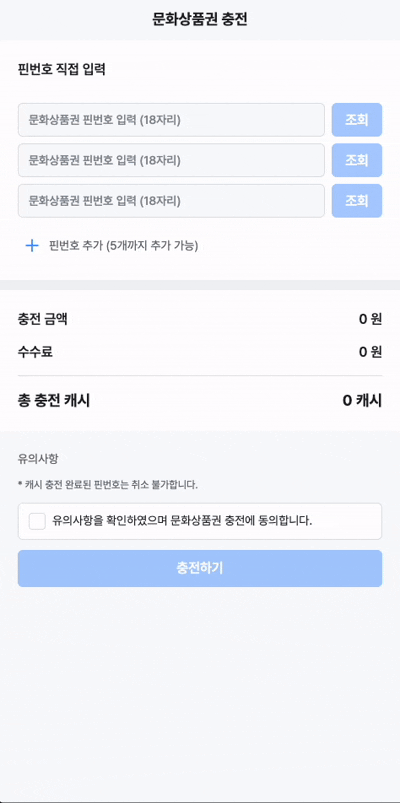 문화상품권 충전
핀번호 직접 입력
문화상품권 핀번호 입력 (18자리) 조회
문화상품권 핀번호 입력 (18자리) 조회
문화상품권 핀번호 입력 (18자리) 조회
핀번호 추가 (5개까지 추가 가능)
충전 금액 0 원
수수료 0 원
총 충전 캐시 0 캐시
유의사항
* 캐시 충전 완료된 핀번호는 취소 불가합니다.
유의사항을 확인하였으며 문화상품권 충전에 동의합니다.
충전하기